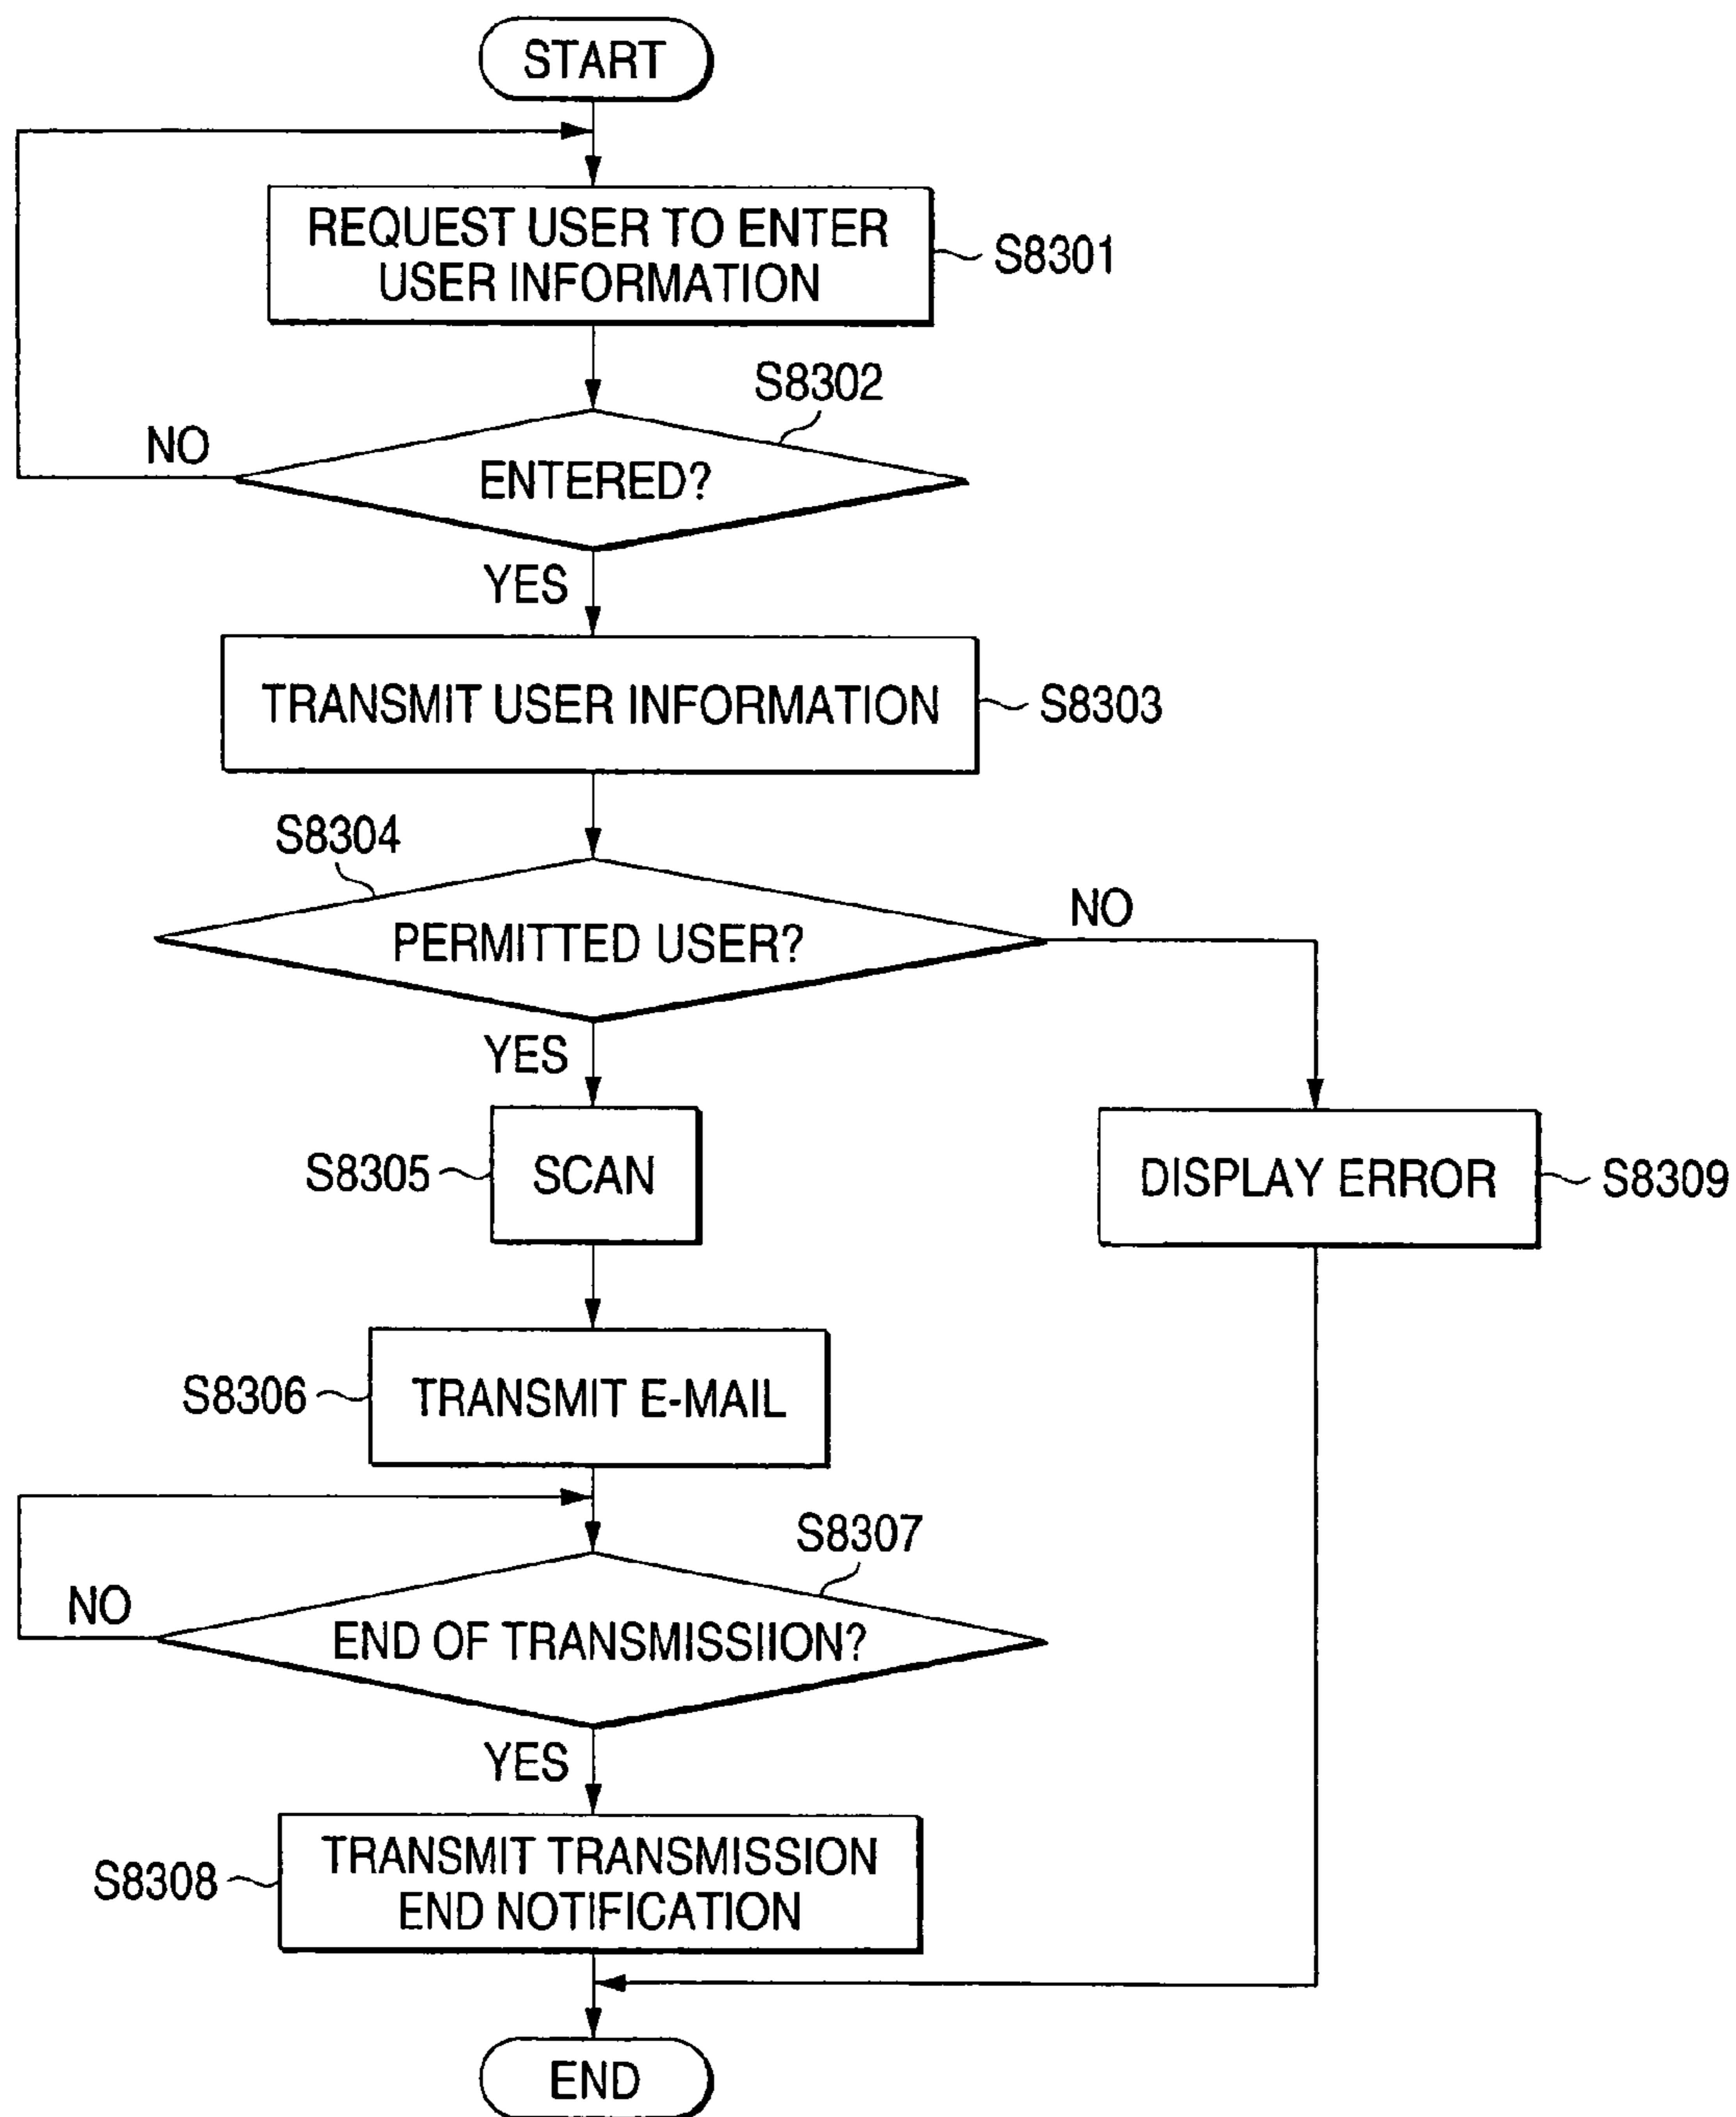 START
REQUEST USER TO ENTER
USER INFORMATION
S8301
S8302
NO
ENTERED?
YES
TRANSMIT USER INFORMATION
S8303
S8304
NO
PERMITTED USER?
YES
SCAN
S8305
DISPLAY ERROR
S8309
TRANSMIT E-MAIL
S8306
S8307
NO
END OF TRANSMISSIION?
YES
TRANSMIT TRANSMISSION
END NOTIFICATION
S8308
END